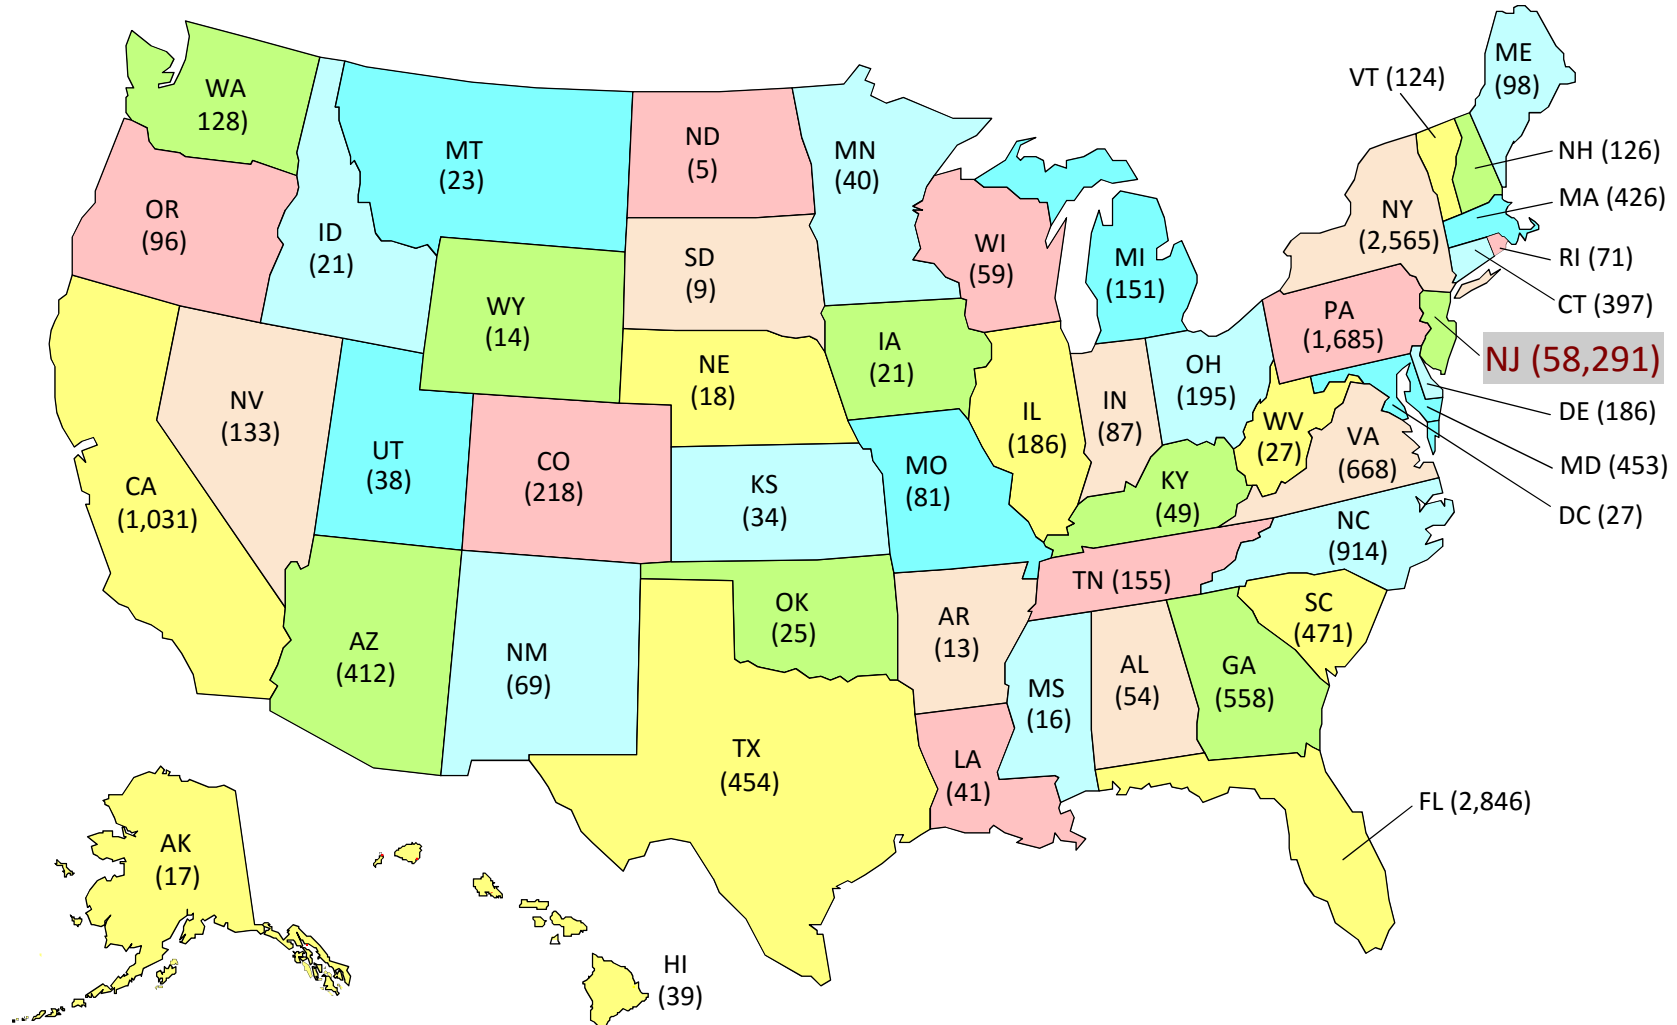 ME
(98)
VT (124)
WA
128)
ND
(5)
MT
(23)
MN
(40)
NH (126)
MA (426)
OR
(96)
ID
(21)
NY
(2,565)
SD
(9)
WI
(59)
MI
(151)
RI (71)
CT (397)
WY
(14)
PA
(1,685)
NJ (58,291)
IA
(21)
NE
(18)
OH
(195)
NV
(133)
IL
(186)
IN
(87)
WV
(27)
DE (186)
VA
(668)
UT
(38)
CO
(218)
MO
(81)
MD (453)
CA
(1,031)
KS
(34)
KY
(49)
DC (27)
NC
(914)
TN (155)
OK
(25)
AR
(13)
SC
(471)
AZ
(412)
NM
(69)
MS
(16)
AL
(54)
GA
(558)
TX
(454)
LA
(41)
FL (2,846)
AK
(17)
HI
(39)